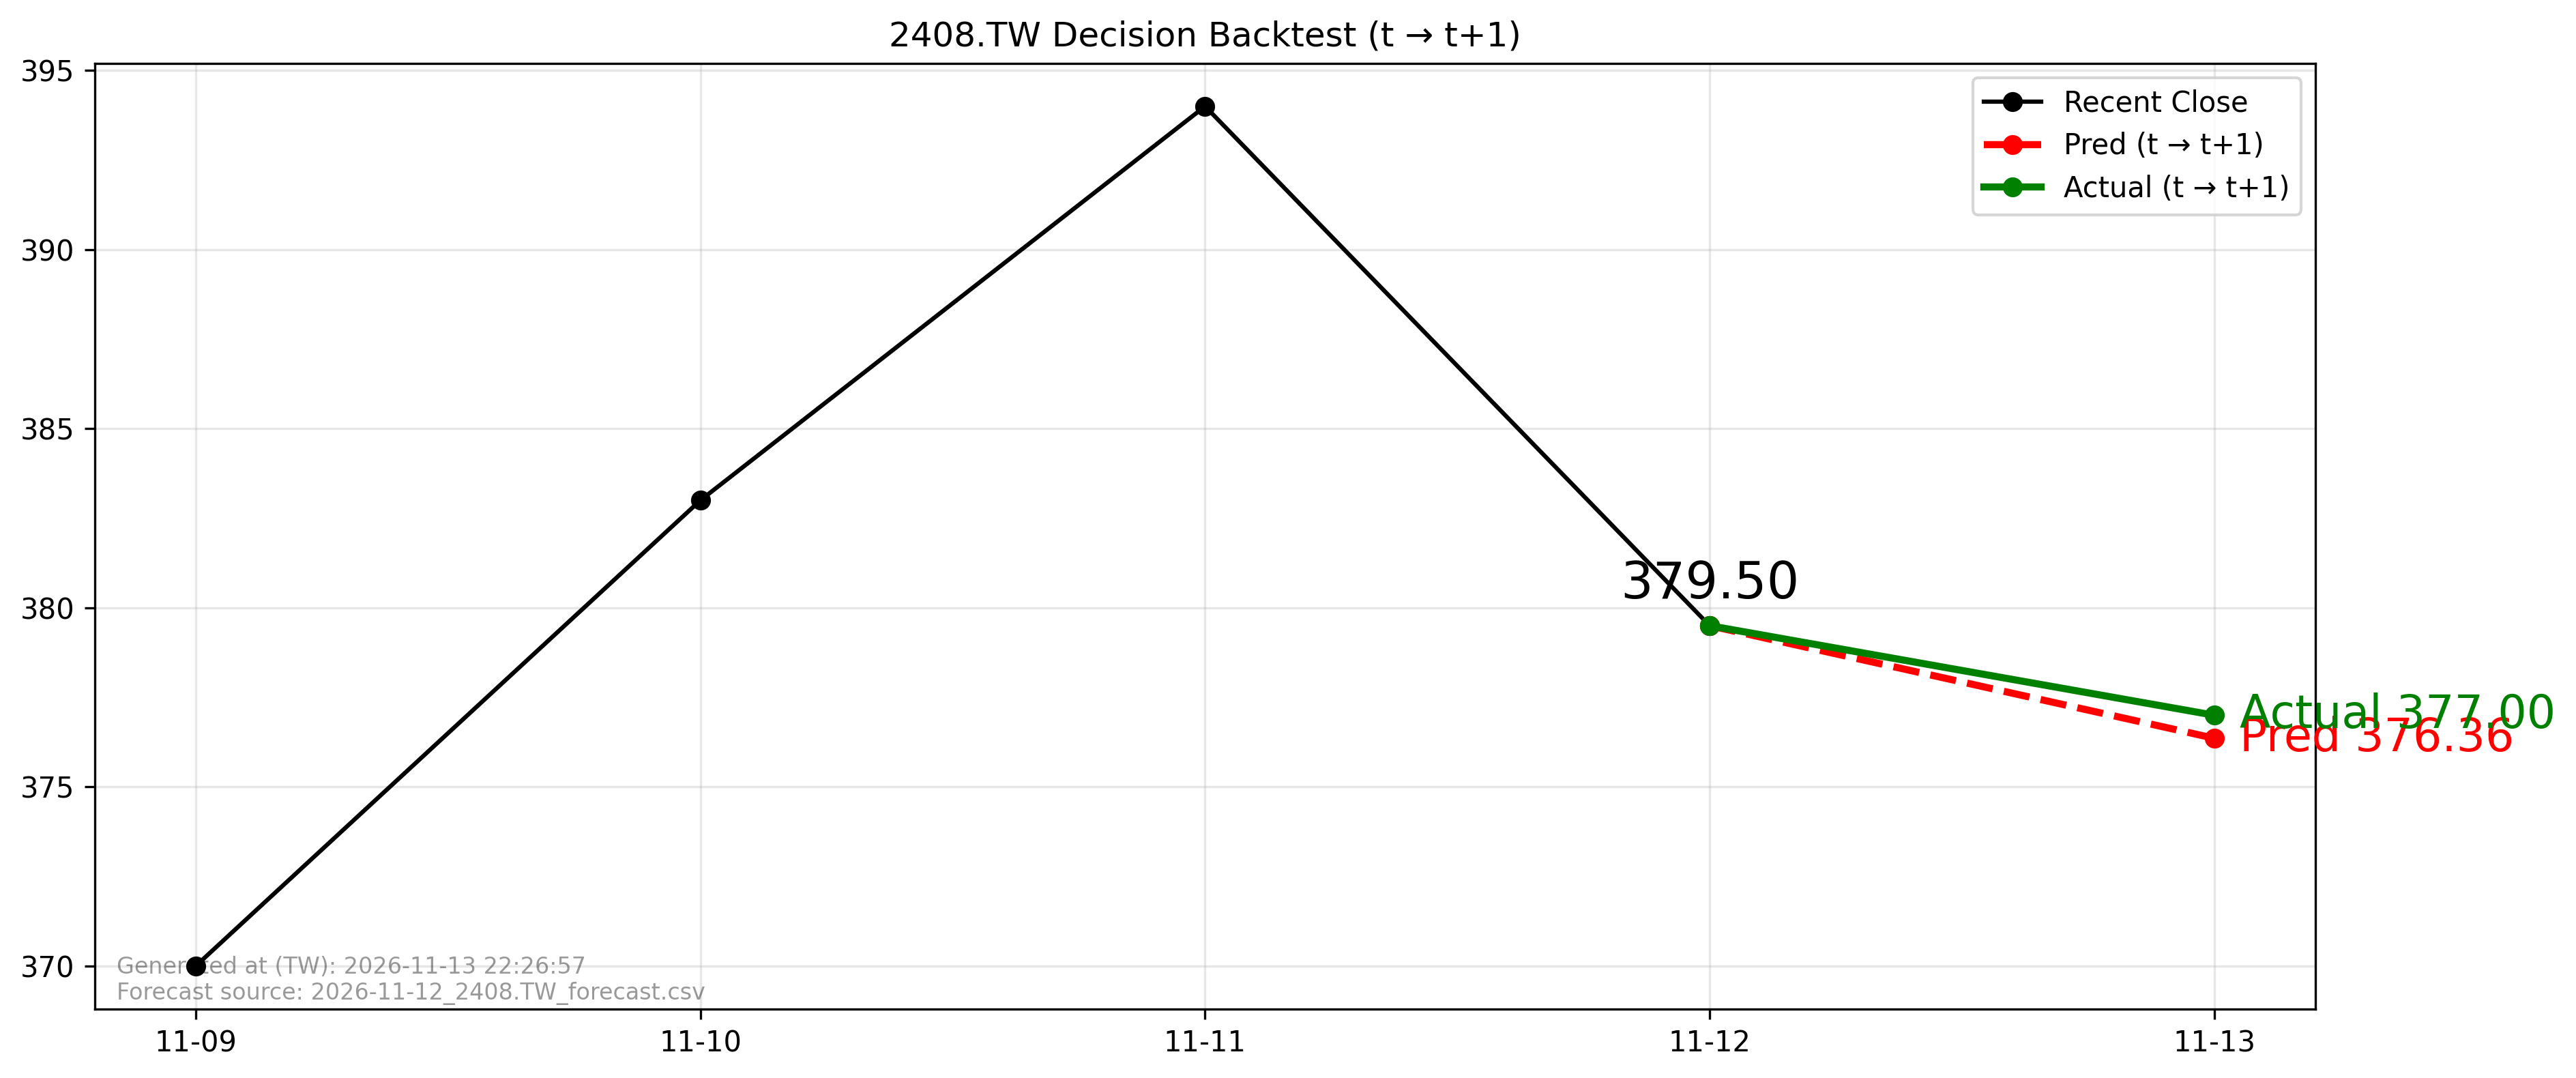 2408.TW Decision Backtest (t → t+1)
395
390
385
380
375
370
Recent Close
Pred (t → t+1)
Actual (t → t+1)
379.50
Actual 377.00
Pred 376.36
Generated at (TW): 2026-11-13 22:26:57
Forecast source: 2026-11-12_2408.TW_forecast.csv
11-09
11-10
11-11
11-12
11-13